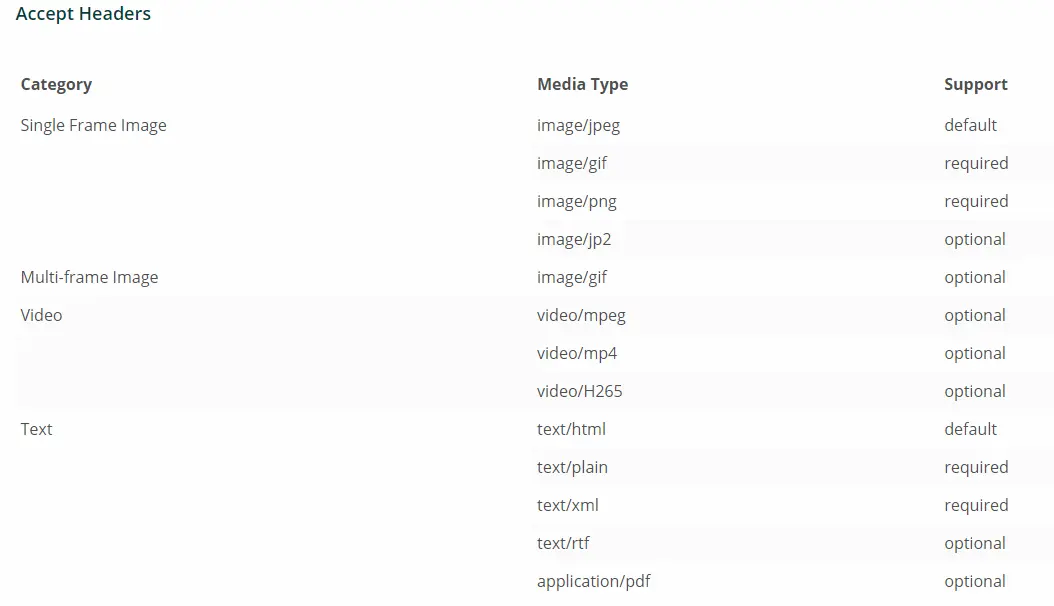 Accept Headers
Category Media Type Support
Single Frame Image image/jpeg default
image/gif required
image/png required
image/jp2 optional
Multi-frame Image image/gif optional
Video video/mpeg optional
video/mp4 optional
video/H265 optional
Text text/html default
text/plain required
text/xml required
text/rtf optional
application/pdf optional